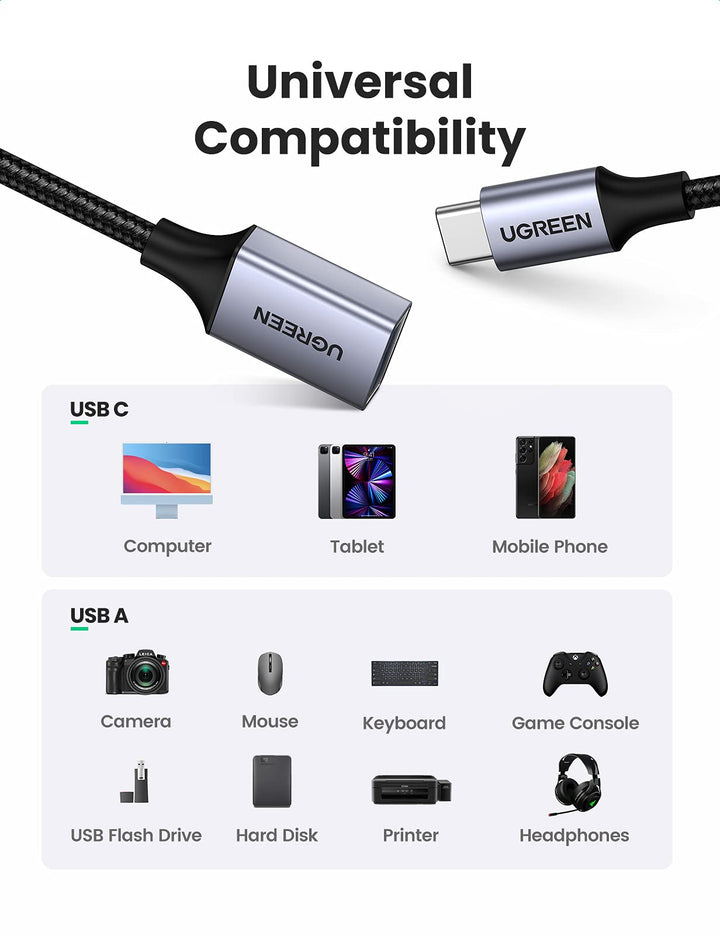 Universal
Compatibility
UGREEN
UGREEN
USB C
Computer
Tablet
Mobile Phone
USB A
LEICA
Camera
Mouse
Keyboard
Game Console
USB Flash Drive
Hard Disk
Printer
Headphones